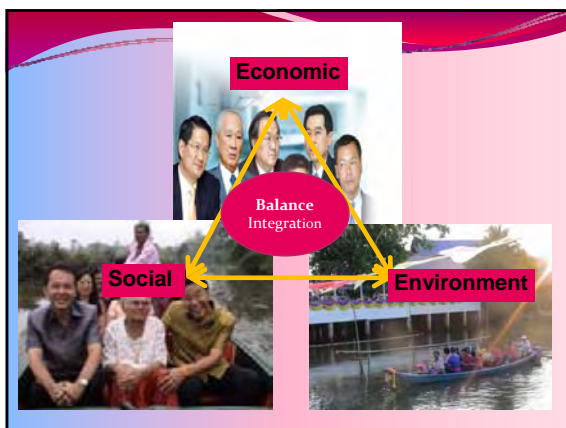 Economic
Balance
Integration
Social
Environment